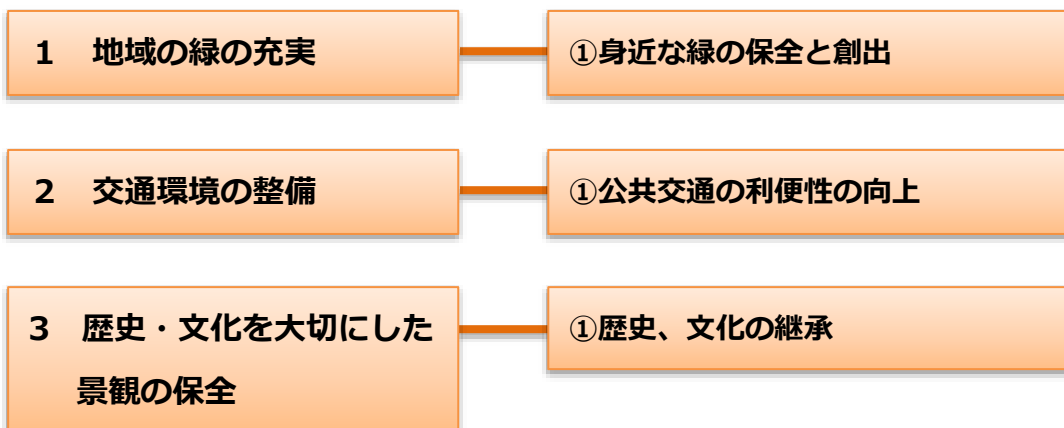 1 地域の緑の充実
①身近な緑の保全と創出
2 交通環境の整備
①公共交通の利便性の向上
3 歴史・文化を大切にした
景観の保全
①歴史、文化の継承